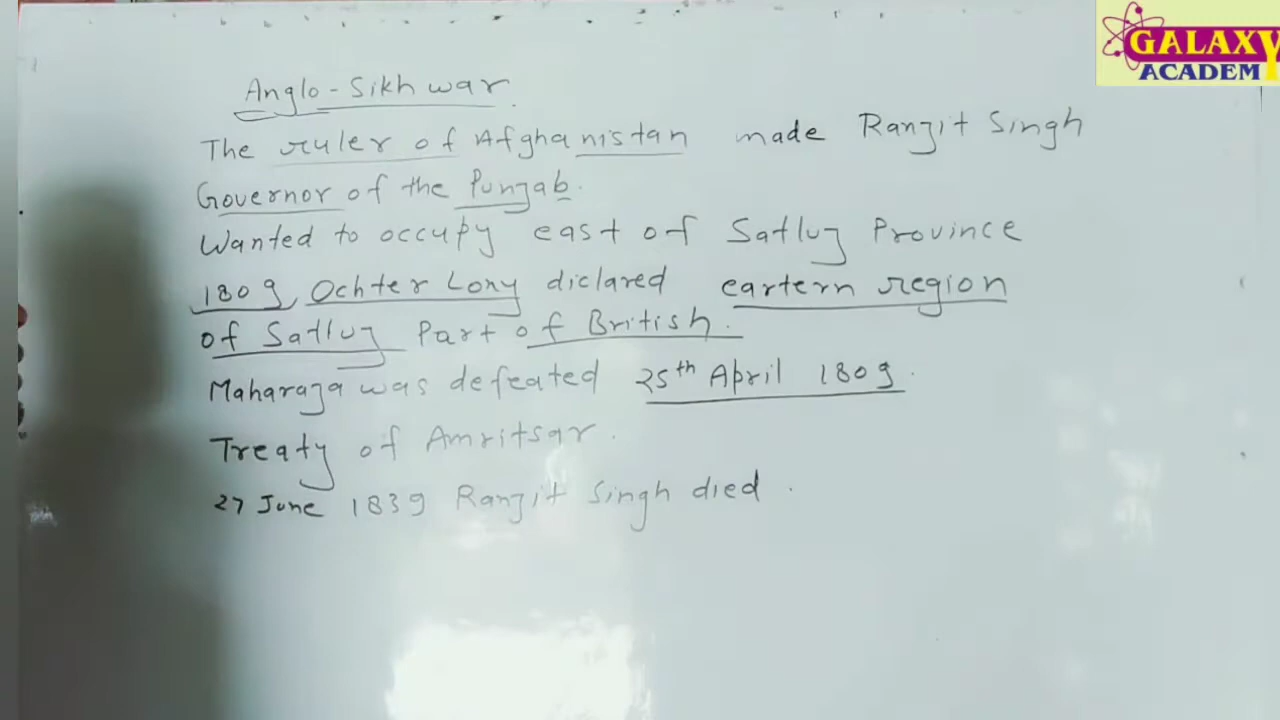 GALAXY
ACADEMY
Anglo-Sikh war.
The ruler of Afghanistan made Ranjit Singh
Governor of the Punjab.
Wanted to occupy east of Satluj Province
1809, Ochter Lony diclared eartern region
of Satluj Part of British.
Maharaja was defeated 25th April 1809.
Treaty of Amritsar.
27 June 1839 Ranjit Singh died.